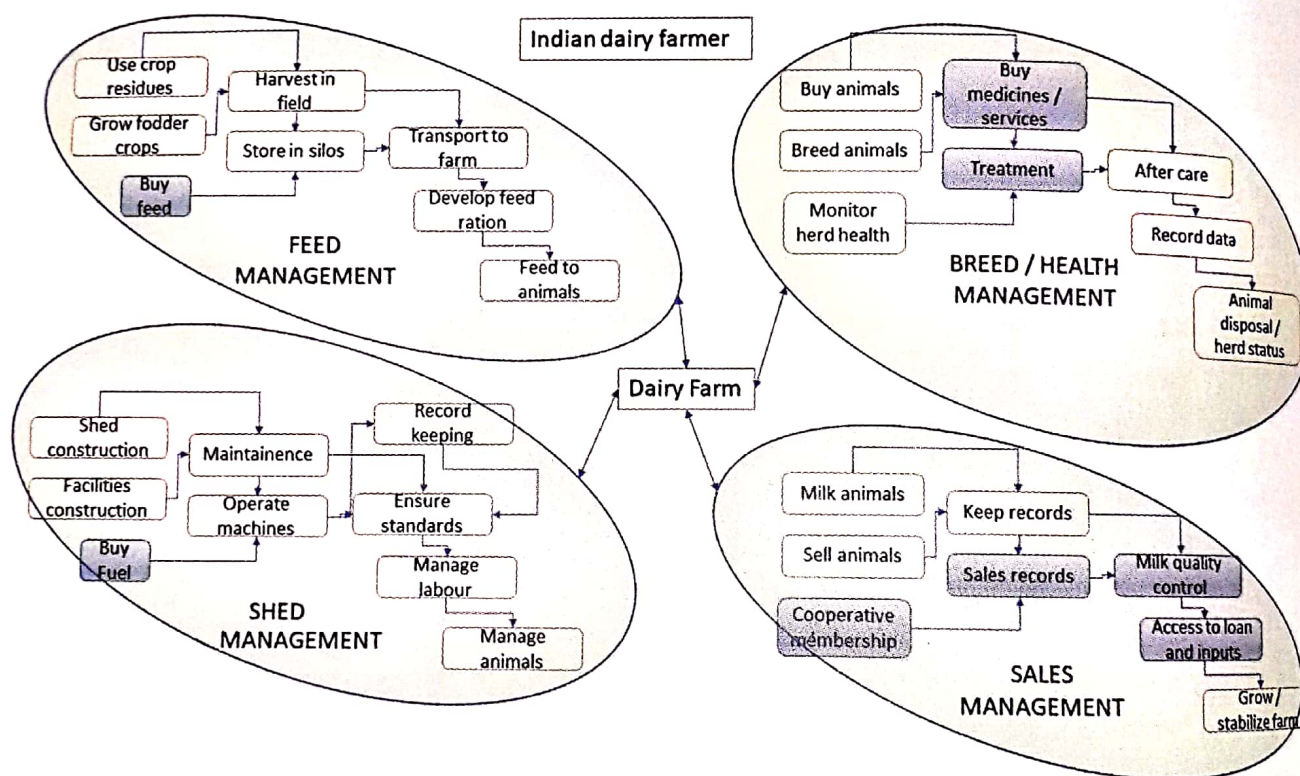 Indian dairy farmer
Use crop
residues
Harvest in
field
Grow fodder
crops
Store in silos
Transport to
farm
Buy
feed
Develop feed
ration
Feed to
animals
FEED
MANAGEMENT
Buy animals
Buy
medicines /
services
Breed animals
Treatment
After care
Monitor
herd health
Record data
Animal
disposal /
herd status
BREED / HEALTH
MANAGEMENT
Dairy Farm
Shed
construction
Maintainence
Record
keeping
Facilities
construction
Operate
machines
Ensure
standards
Buy
Fuel
Manage
labour
Manage
animals
SHED
MANAGEMENT
Milk animals
Keep records
Sell animals
Sales records
Milk quality
control
Cooperative
membership
Access to loan
and inputs
Grow /
stabilize farm
SALES
MANAGEMENT